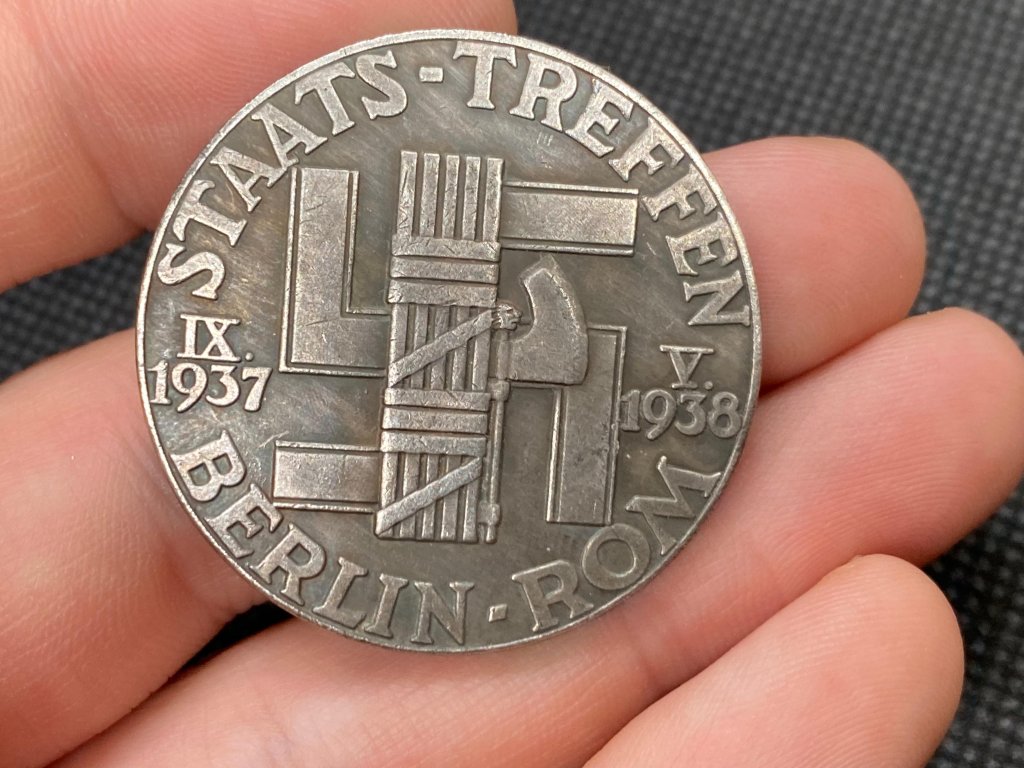 STAATS-TREFFEN
IX.
1937
V.
1938
BERLIN-ROM